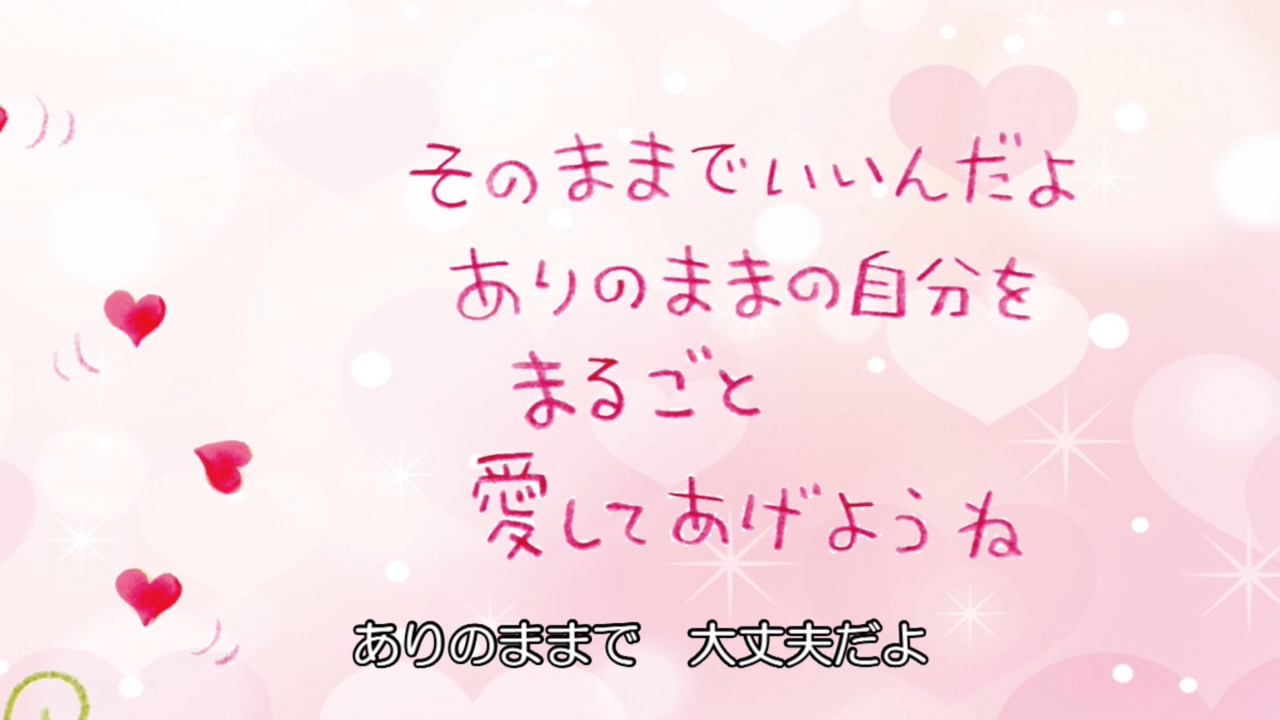 そのままでいいんだよ
ありのままの自分を
まるごと
愛してあげようね
ありのままで　大丈夫だよ